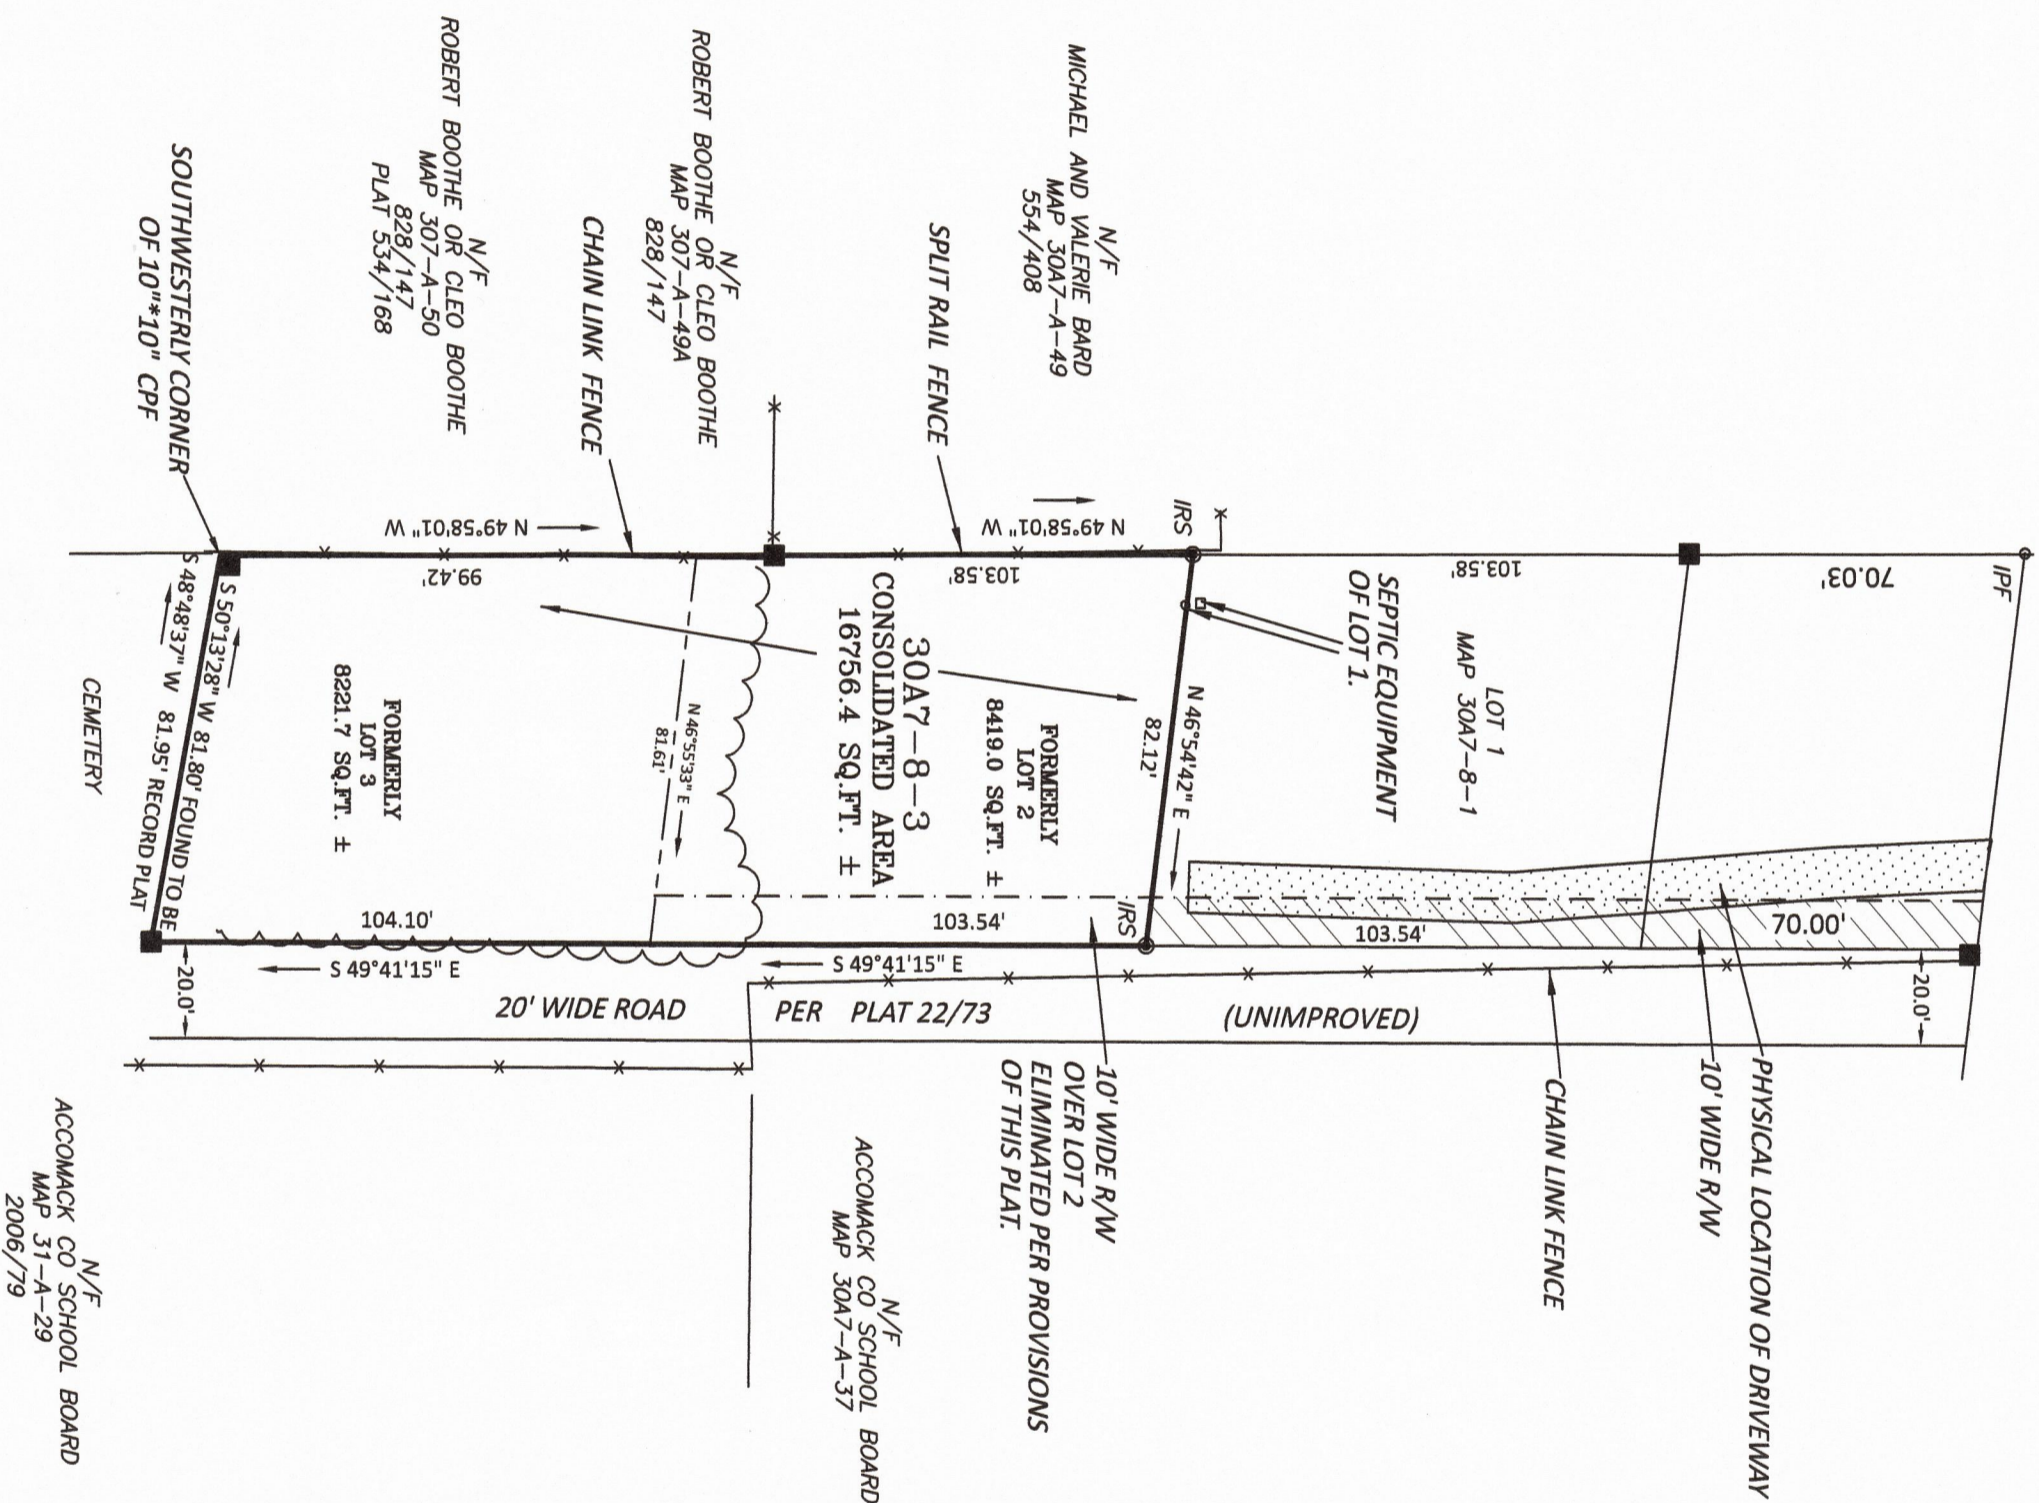 N/F
MICHAEL AND VALERIE BARD
MAP 30A7-A-49
554/408
SPLIT RAIL FENCE
N/F
ROBERT BOOTHE OR CLEO BOOTHE
MAP 307-A-49A
828/147
CHAIN LINK FENCE
N/F
ROBERT BOOTHE OR CLEO BOOTHE
MAP 307-A-50
828/147
PLAT 534/168
SOUTHWESTERLY CORNER
OF 10"*10" CPF
N 49°58'01" W
N 49°58'01" W
IRS
IPF
70.03'
103.58'
103.58'
99.42'
SEPTIC EQUIPMENT
OF LOT 1.
LOT 1
MAP 30A7-8-1
N 46°54'42" E
82.12'
FORMERLY
LOT 2
8419.0 SQ.FT. ±
30A7-8-3
CONSOLIDATED AREA
16756.4 SQ.FT. ±
N 46°55'33" E
81.61'
FORMERLY
LOT 3
8221.7 SQ.FT. ±
S 50°13'28" W 81.80' FOUND TO BE
S 48°48'37" W 81.95' RECORD PLAT
CEMETERY
IRS
70.00'
103.54'
103.54'
104.10'
S 49°41'15" E
S 49°41'15" E
20.0'
20.0'
20' WIDE ROAD PER PLAT 22/73 (UNIMPROVED)
PHYSICAL LOCATION OF DRIVEWAY
10' WIDE R/W
CHAIN LINK FENCE
10' WIDE R/W
OVER LOT 2
ELIMINATED PER PROVISIONS
OF THIS PLAT.
N/F
ACCOMACK CO SCHOOL BOARD
MAP 30A7-A-37
N/F
ACCOMACK CO SCHOOL BOARD
MAP 31-A-29
2006/79